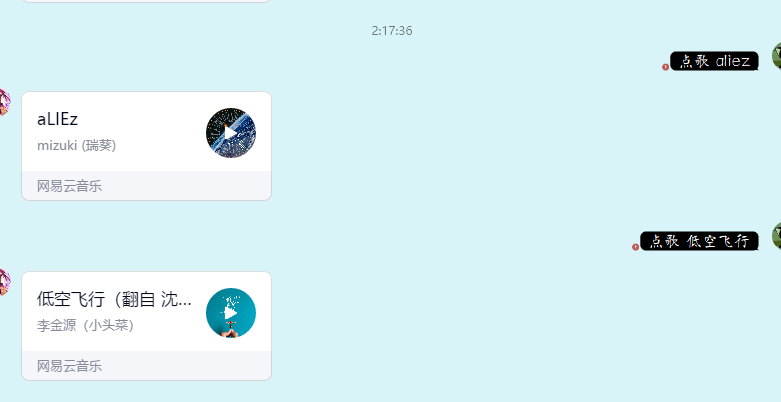 2:17:36
点歌 aliez
aLIEz
mizuki (瑞葵)
网易云音乐
点歌 低空飞行
低空飞行（翻自 沈...
李金源（小头菜）
网易云音乐